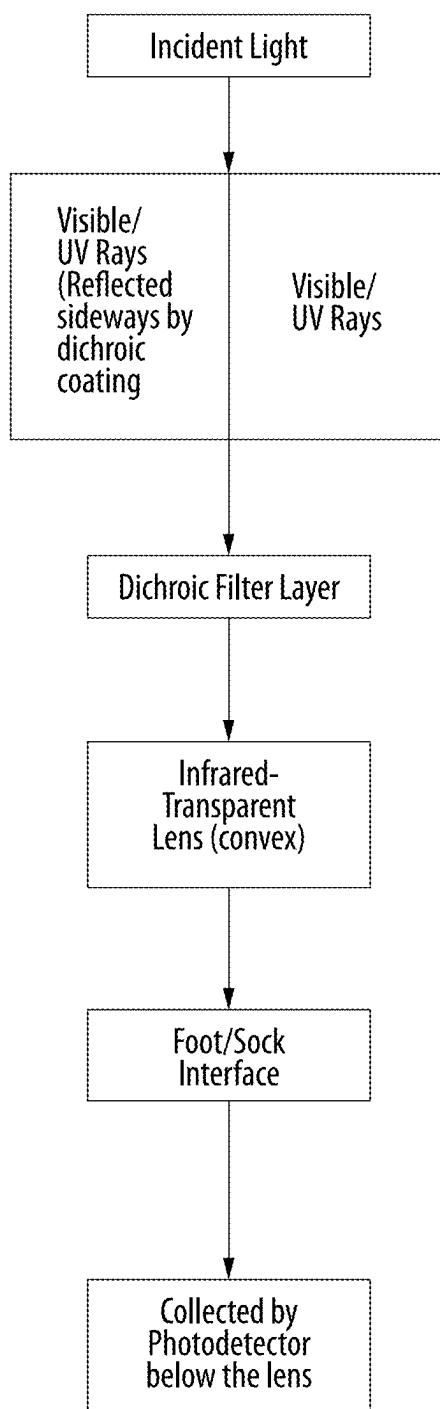 Incident Light
Visible/
UV Rays
(Reflected
sideways by
dichroic
coating
Visible/
UV Rays
Dichroic Filter Layer
Infrared-
Transparent
Lens (convex)
Foot/Sock
Interface
Collected by
Photodetector
below the lens